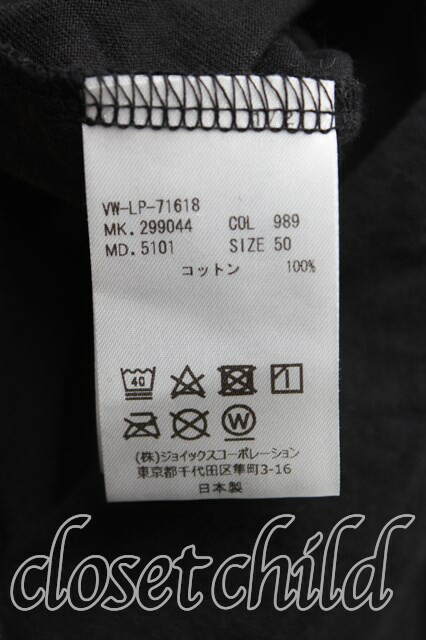 VW-LP-71618
MK. 299044 COL 989
MD. 5101 SIZE 50
コットン 100%
40
W
(株)ジョイックスコーポレーション
東京都千代田区隼町3-16
日本製
closet child